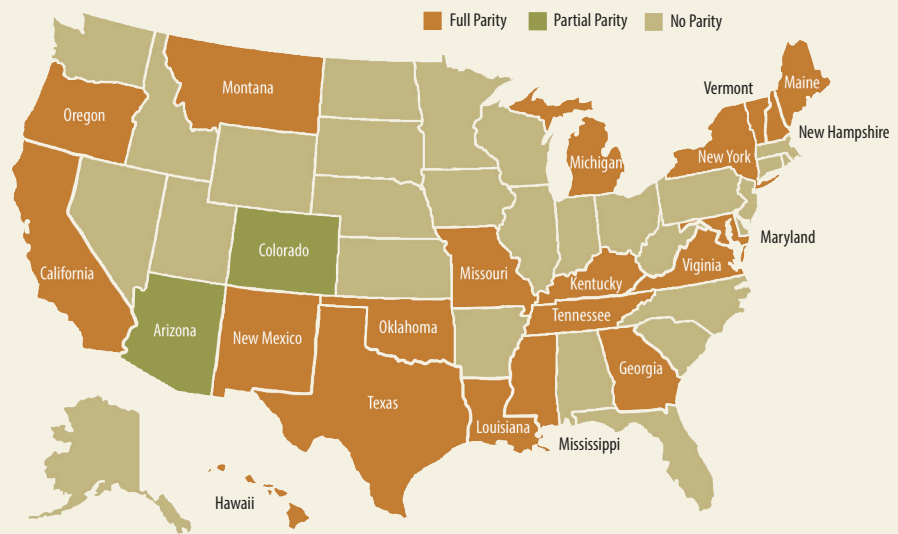 Full Parity
Partial Parity
No Parity
Montana
Oregon
Vermont
Maine
New Hampshire
Michigan
New York
Maryland
Colorado
California
Missouri
Viginia
Kentucky
Tennessee
Arizona
New Mexico
Oklahoma
Georgia
Texas
Louisiana
Mississippi
Hawaii